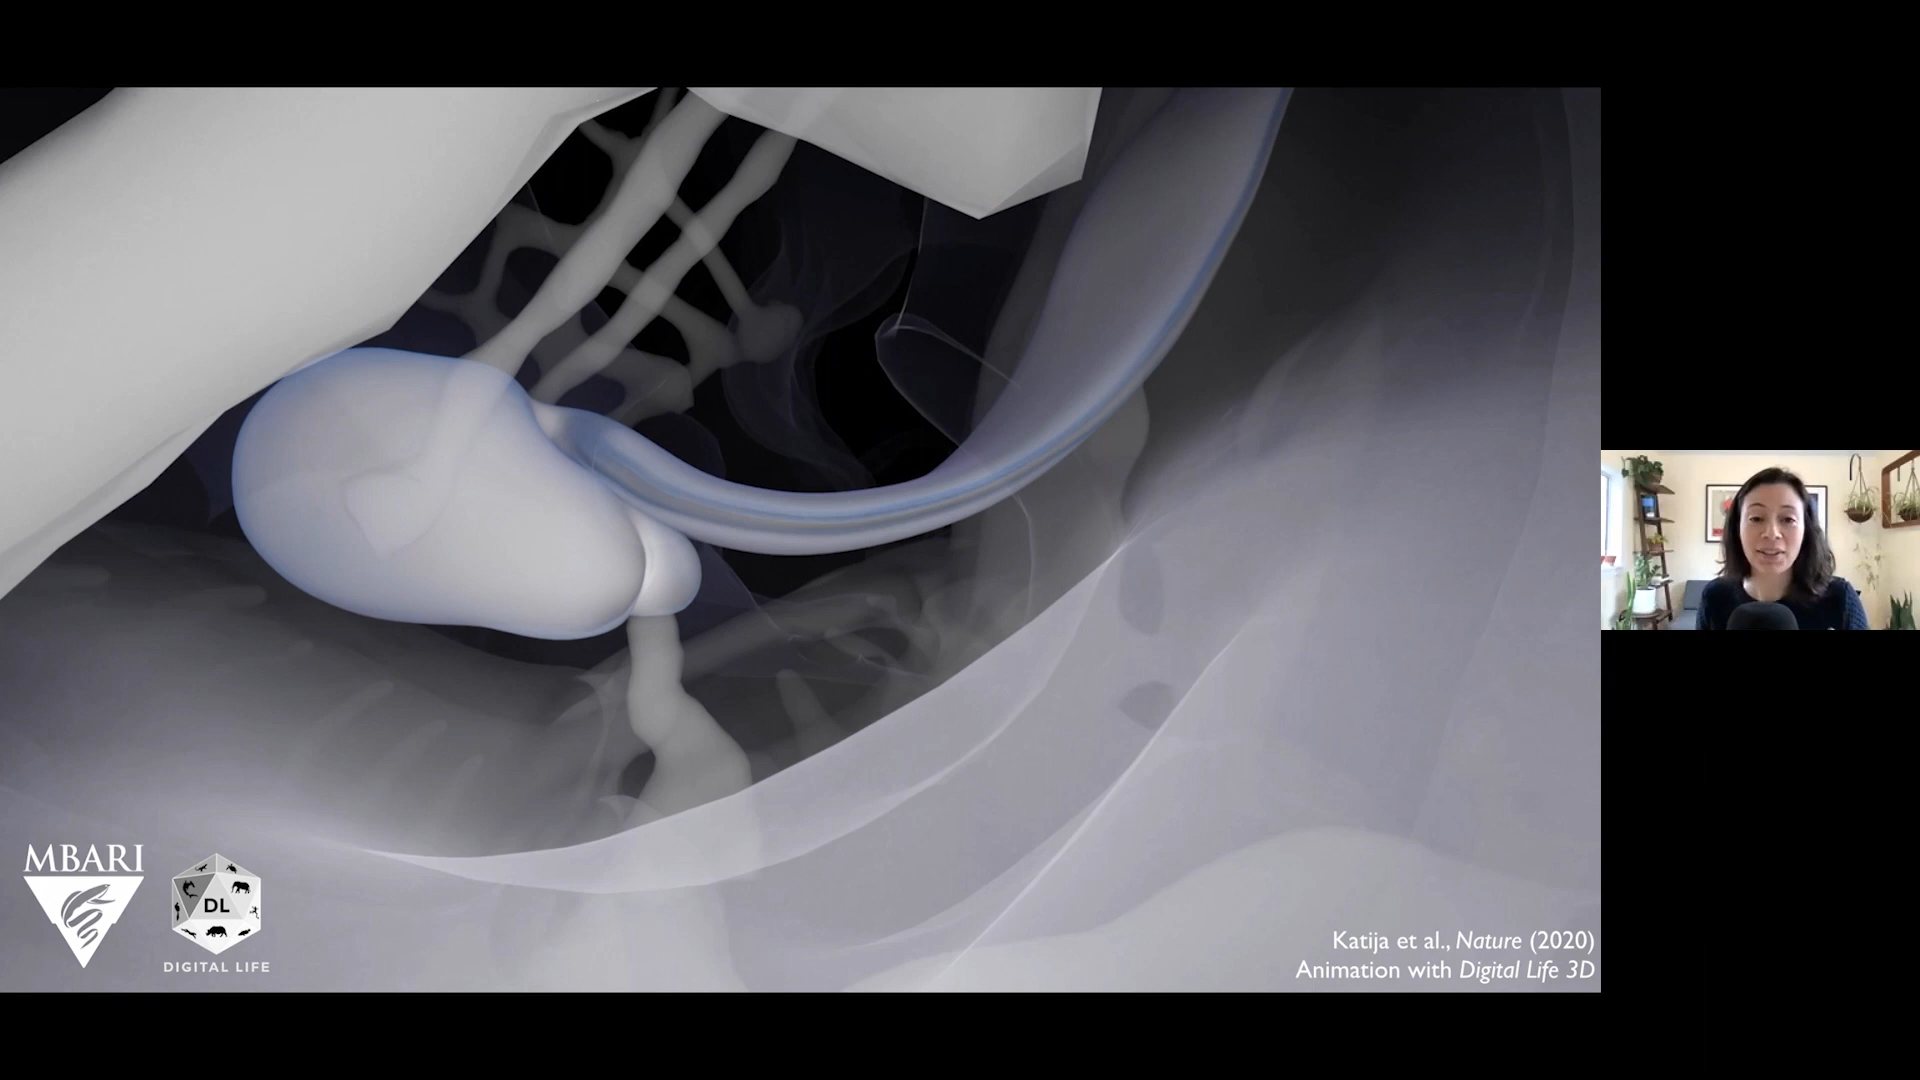 MBARI
DL
DIGITAL LIFE
Katija et al., Nature (2020)
Animation with Digital Life 3D